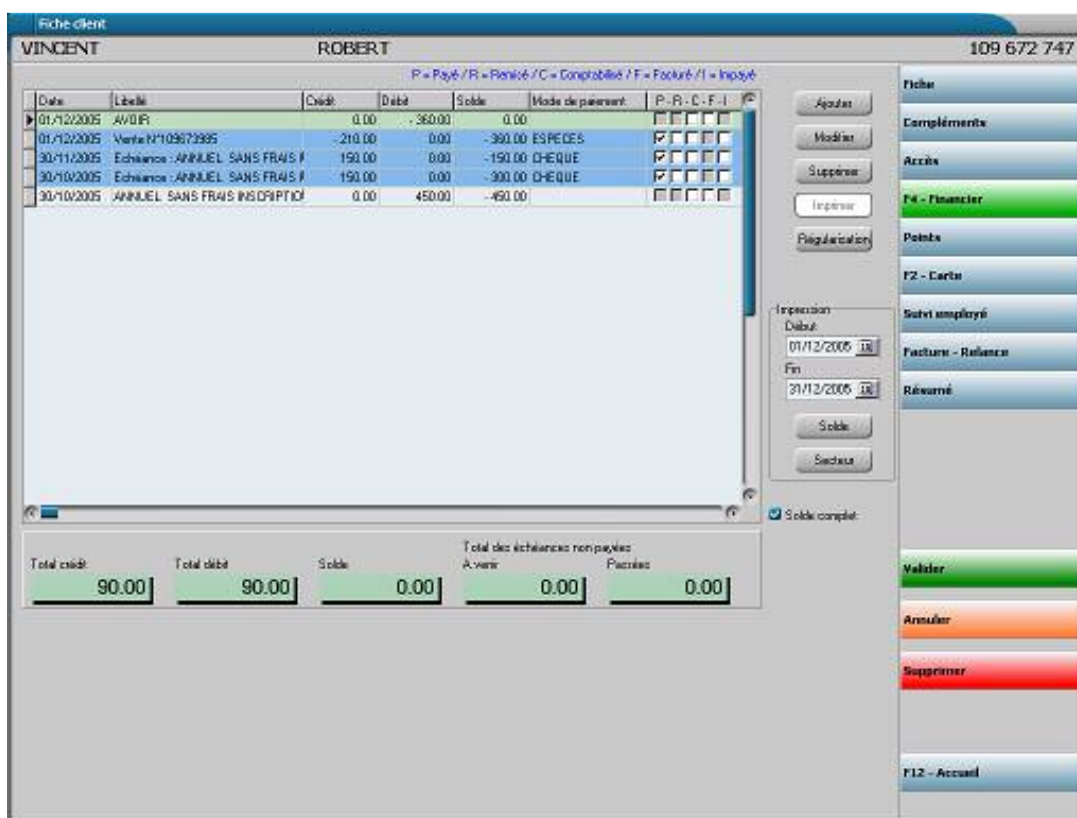 Fiche client
VINCENT ROBERT 109 672 747
P = Payé / R = Remisé / C = Comptabilisé / F = Facturé / I = Impayé
Date Libellé Crédit Débit Solde Mode de paiement P - R - C - F - I
01/12/2005 AVOIR 0.00 - 360.00 0.00
01/12/2005 Vente N°109673985 - 210.00 0.00 - 360.00 ESPECES
30/11/2005 Echéance : ANNUEL SANS FRAIS 150.00 0.00 -150.00 CHEQUE
30/10/2005 Echéance : ANNUEL SANS FRAIS 150.00 0.00 - 300.00 CHEQUE
30/10/2005 ANNUEL SANS FRAIS INSCRIPTIO 0.00 450.00 - 450.00
Ajouter
Modifier
Supprimer
Imprimer
Régularisation
Impression
Début
01/12/2005
Fin
31/12/2005
Solde
Secteur
Solde complet
Total des échéances non payées
Total crédit Total débit Solde A venir Passées
90.00 90.00 0.00 0.00 0.00
Fiche
Compléments
Accès
F4 - Financier
Points
F2 - Carte
Suivi employé
Facture - Relance
Résumé
Valider
Annuler
Supprimer
F12 - Accueil